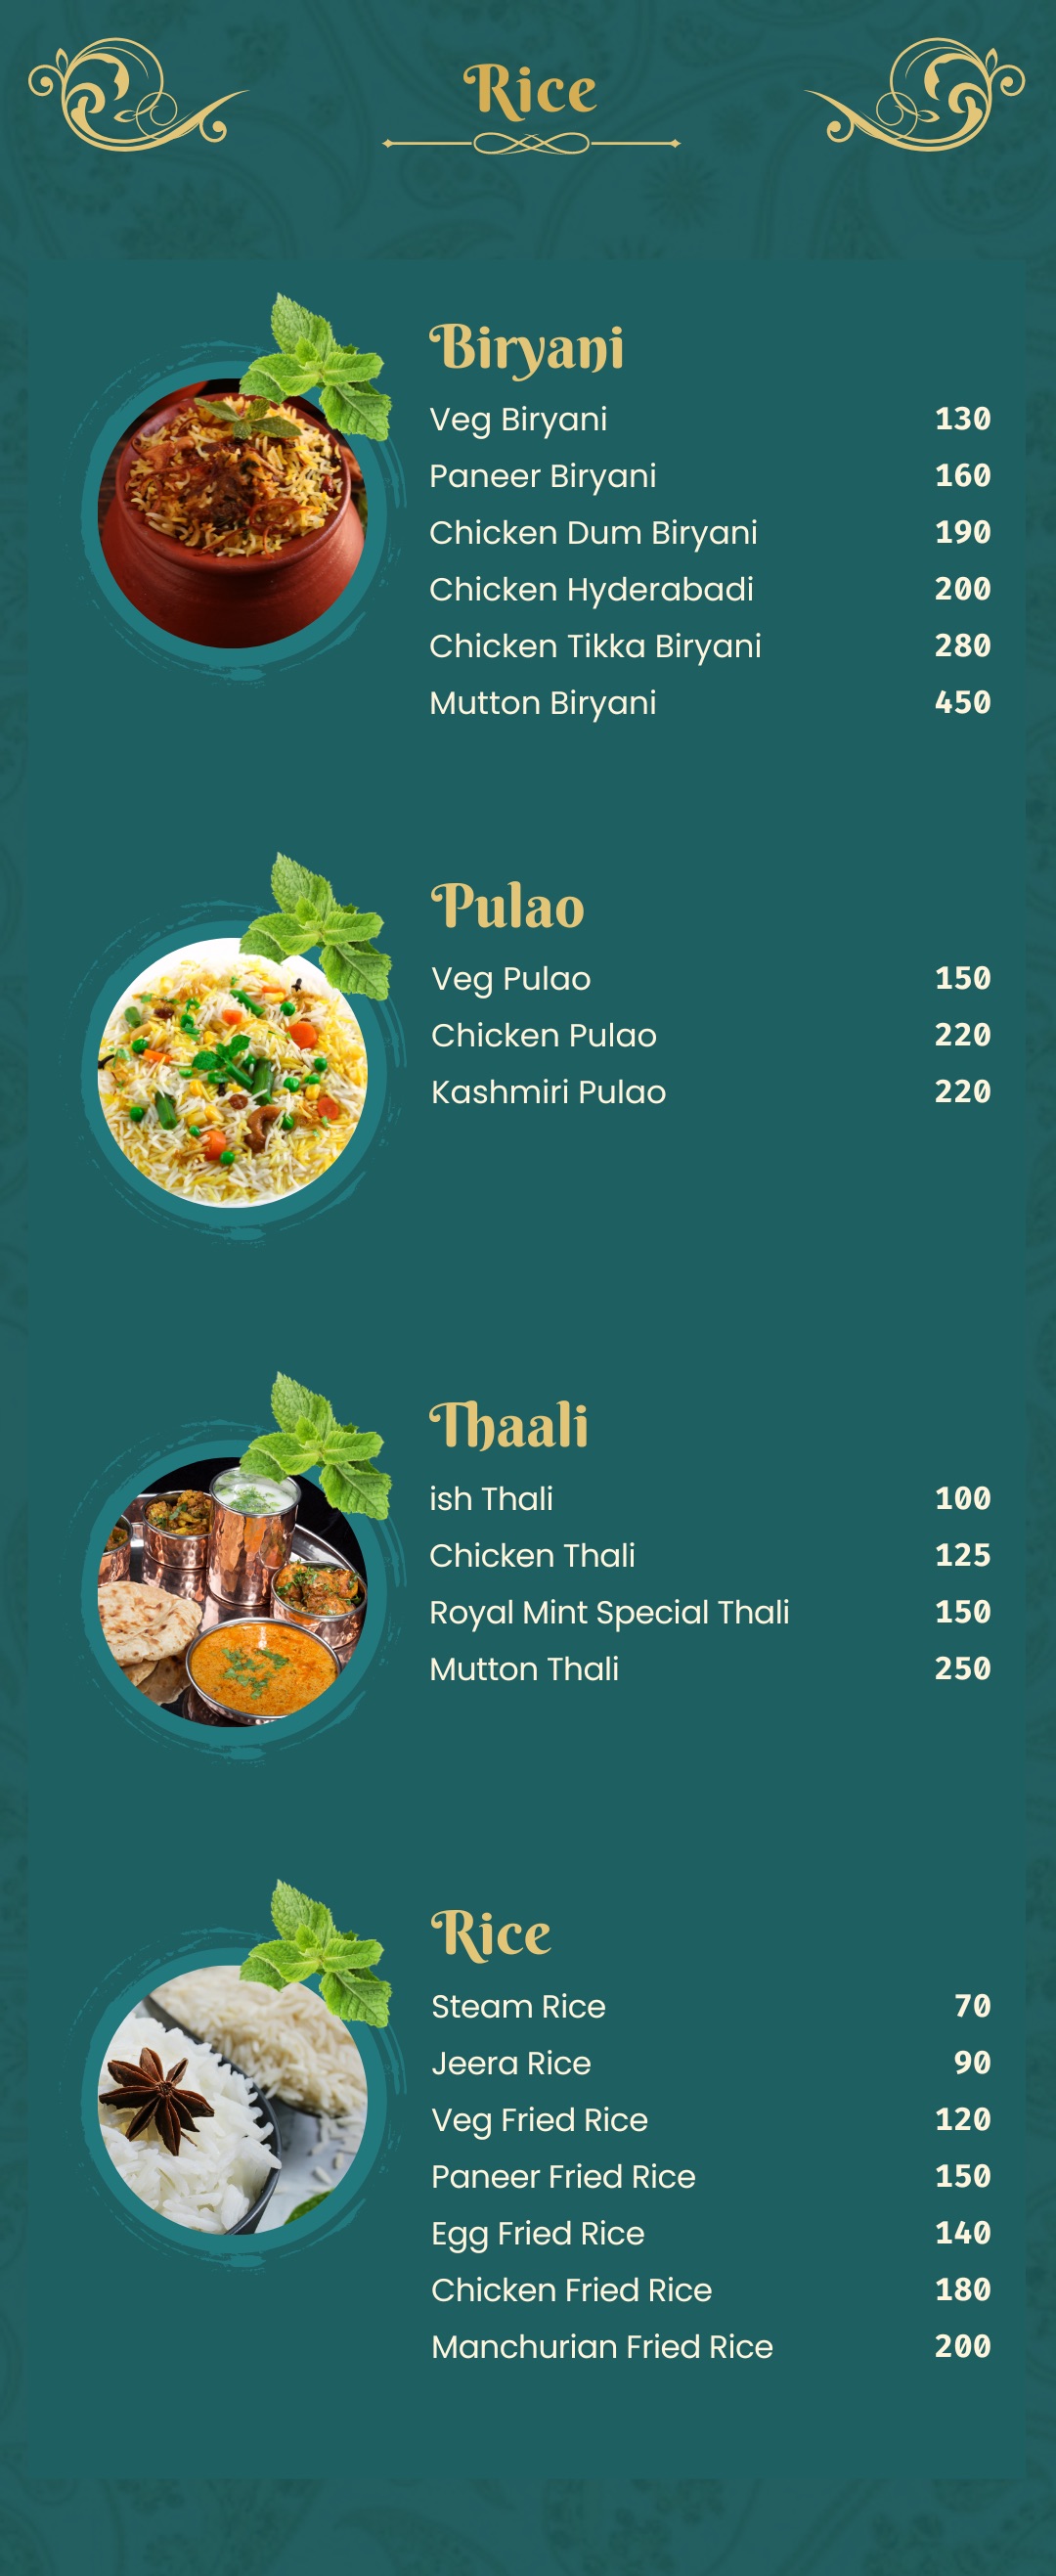 Rice
Biryani
Veg Biryani 130
Paneer Biryani 160
Chicken Dum Biryani 190
Chicken Hyderabadi 200
Chicken Tikka Biryani 280
Mutton Biryani 450
Pulao
Veg Pulao 150
Chicken Pulao 220
Kashmiri Pulao 220
Thaali
ish Thali 100
Chicken Thali 125
Royal Mint Special Thali 150
Mutton Thali 250
Rice
Steam Rice 70
Jeera Rice 90
Veg Fried Rice 120
Paneer Fried Rice 150
Egg Fried Rice 140
Chicken Fried Rice 180
Manchurian Fried Rice 200